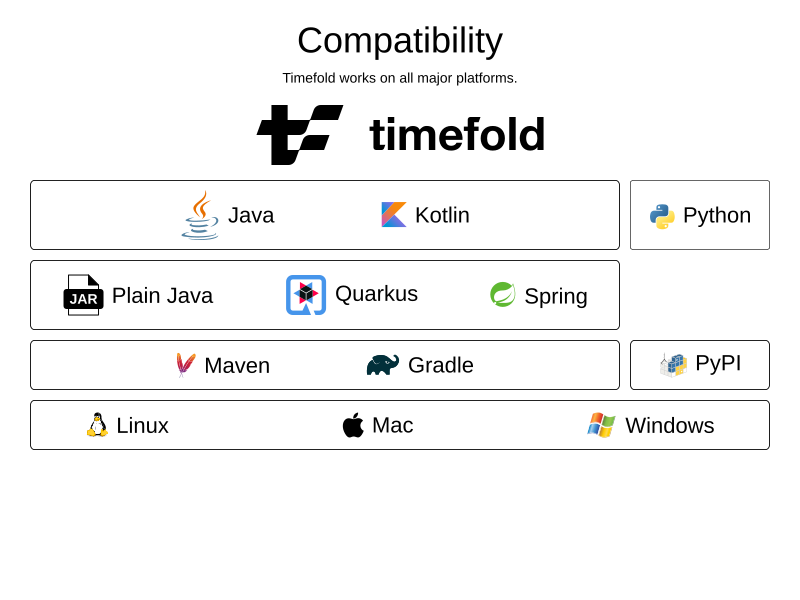 Compatibility
Timefold works on all major platforms.
timefold
Java Kotlin Python
JAR Plain Java Quarkus Spring
Maven Gradle PyPI
Linux Mac Windows